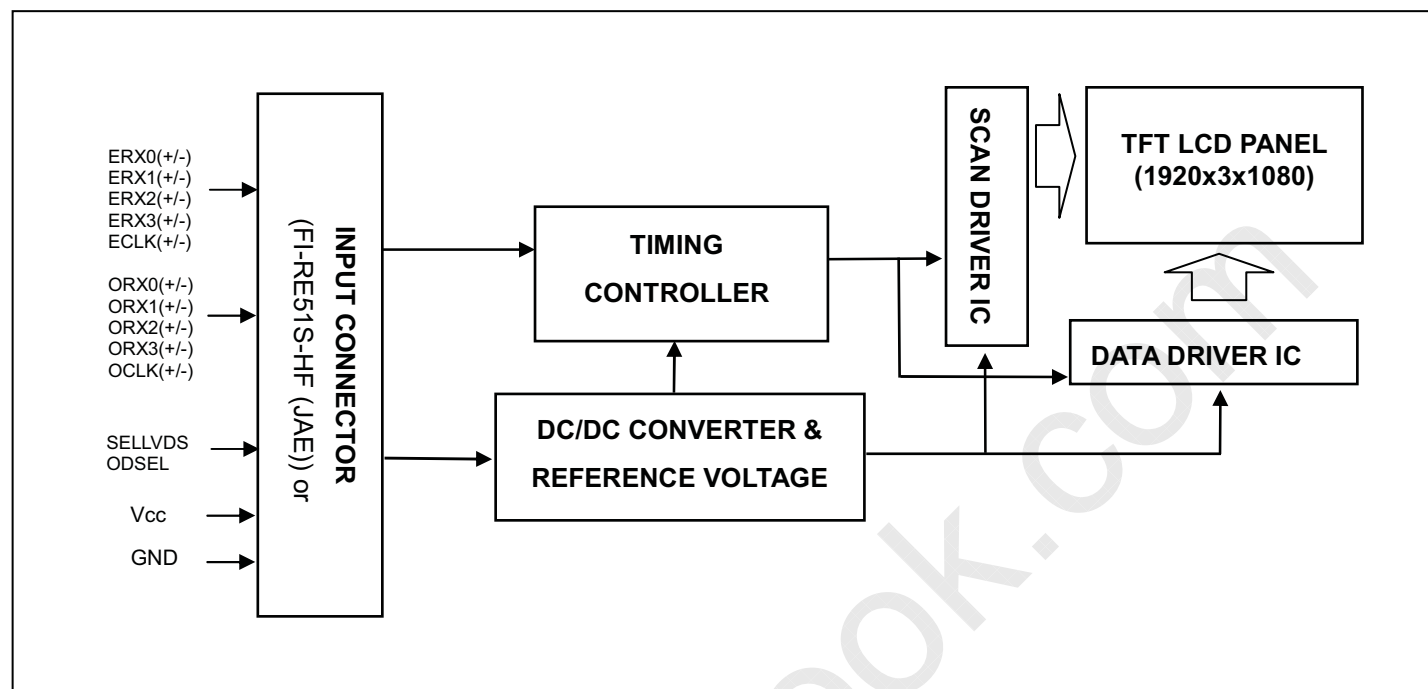 ERX0(+/-)
ERX1(+/-)
ERX2(+/-)
ERX3(+/-)
ECLK(+/-)
ORX0(+/-)
ORX1(+/-)
ORX2(+/-)
ORX3(+/-)
OCLK(+/-)
SELLVDS
ODSEL
Vcc
GND
INPUT CONNECTOR
(FI-RE51S-HF (JAE)) or
TIMING
CONTROLLER
DC/DC CONVERTER &
REFERENCE VOLTAGE
SCAN DRIVER IC
TFT LCD PANEL
(1920x3x1080)
DATA DRIVER IC
ook.com